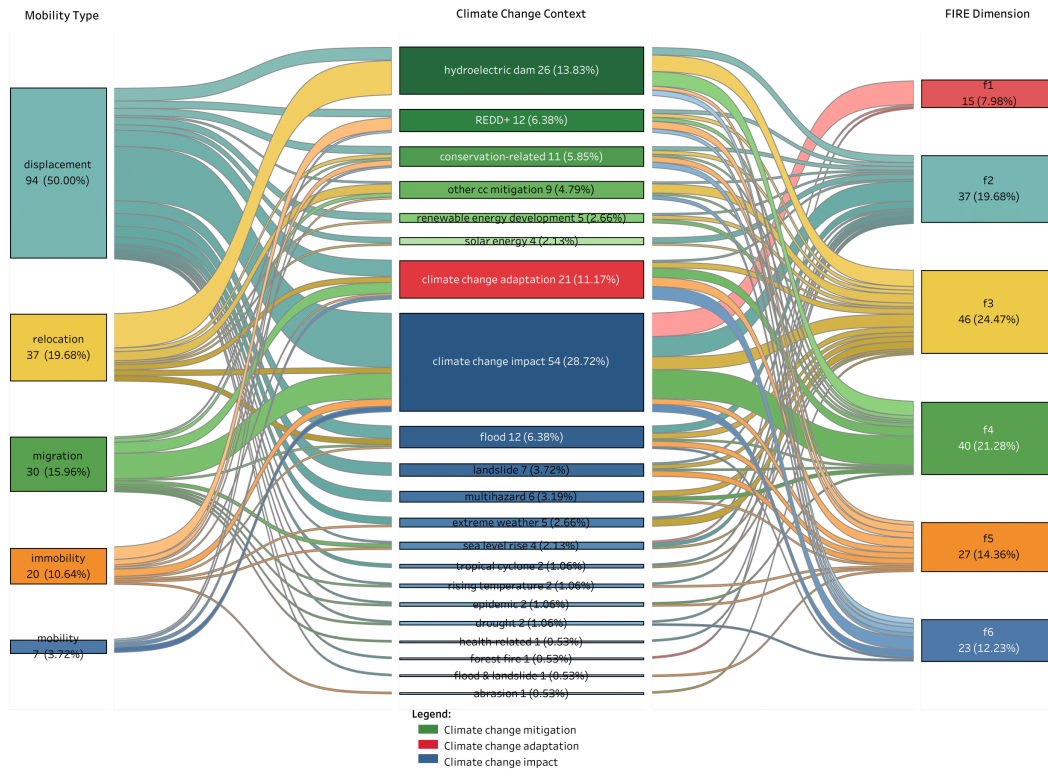 Mobility Type
Climate Change Context
FIRE Dimension
displacement
94 (50.00%)
relocation
37 (19.68%)
migration
30 (15.96%)
immobility
20 (10.64%)
mobility
7 (3.72%)
hydroelectric dam 26 (13.83%)
REDD+ 12 (6.38%)
conservation-related 11 (5.85%)
other cc mitigation 9 (4.79%)
renewable energy development 5 (2.66%)
solar energy 4 (2.13%)
climate change adaptation 21 (11.17%)
climate change impact 54 (28.72%)
flood 12 (6.38%)
landslide 7 (3.72%)
multihazard 6 (3.19%)
extreme weather 5 (2.66%)
sea level rise 4 (2.13%)
tropical cyclone 2 (1.06%)
rising temperature 2 (1.06%)
epidemic 2 (1.06%)
drought 2 (1.06%)
health-related 1 (0.53%)
forest fire 1 (0.53%)
flood & landslide 1 (0.53%)
abrasion 1 (0.53%)
f1
15 (7.98%)
f2
37 (19.68%)
f3
46 (24.47%)
f4
40 (21.28%)
f5
27 (14.36%)
f6
23 (12.23%)
Legend:
Climate change mitigation
Climate change adaptation
Climate change impact